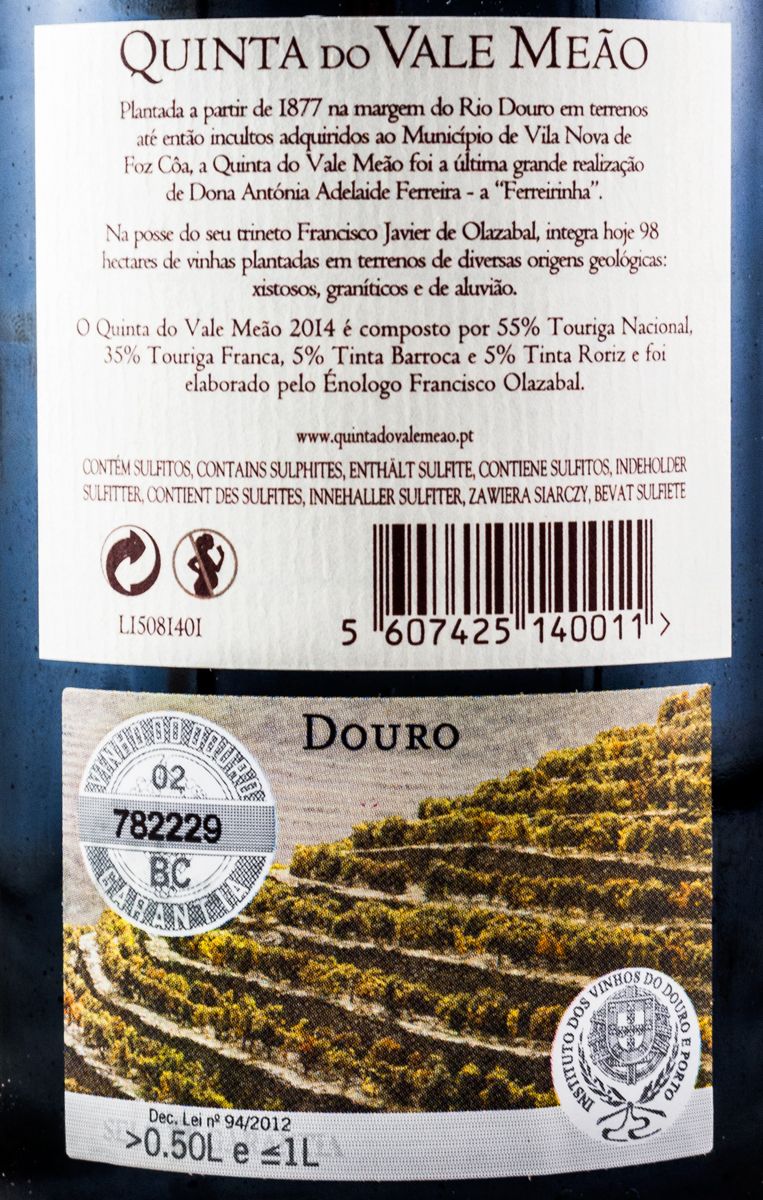 QUINTA DO VALE MEÃO
Plantada a partir de 1877 na margem do Rio Douro em terrenos
até então incultos adquiridos ao Município de Vila Nova de
Foz Côa, a Quinta do Vale Meão foi a última grande realização
de Dona Antónia Adelaide Ferreira - a “Ferreirinha”.
Na posse do seu trineto Francisco Javier de Olazabal, integra hoje 98
hectares de vinhas plantadas em terrenos de diversas origens geológicas:
xistosos, graníticos e de aluvião.
O Quinta do Vale Meão 2014 é composto por 55% Touriga Nacional,
35% Touriga Franca, 5% Tinta Barroca e 5% Tinta Roriz e foi
elaborado pelo Énologo Francisco Olazabal.
www.quintadovalemeao.pt
CONTÉM SULFITOS, CONTAINS SULPHITES, ENTHÄLT SULFITE, CONTIENE SULFITOS, INDEHOLDER
SULFITTER, CONTIENT DES SULFITES, INNEHALLER SULFITER, ZAWIERA SIARCZY, BEVAT SULFIETE
L15081401
5 607425 140011 >
DOURO
VINHO DO DOURO
02
782229
BC
GARANTIA
INSTITUTO DOS VINHOS DO DOURO E PORTO
Dec. Lei nº 94/2012
>0.50L e ≤1L